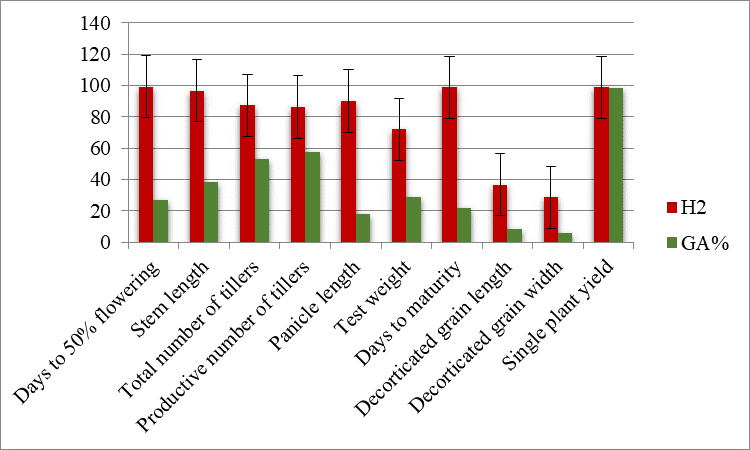 140
120
100
80
60
40
20
0
Days to 50% flowering
Stem length
Total number of tillers
Productive number of tillers
Panicle length
Test weight
Days to maturity
Decorticated grain length
Decorticated grain width
Single plant yield
H2
GA%